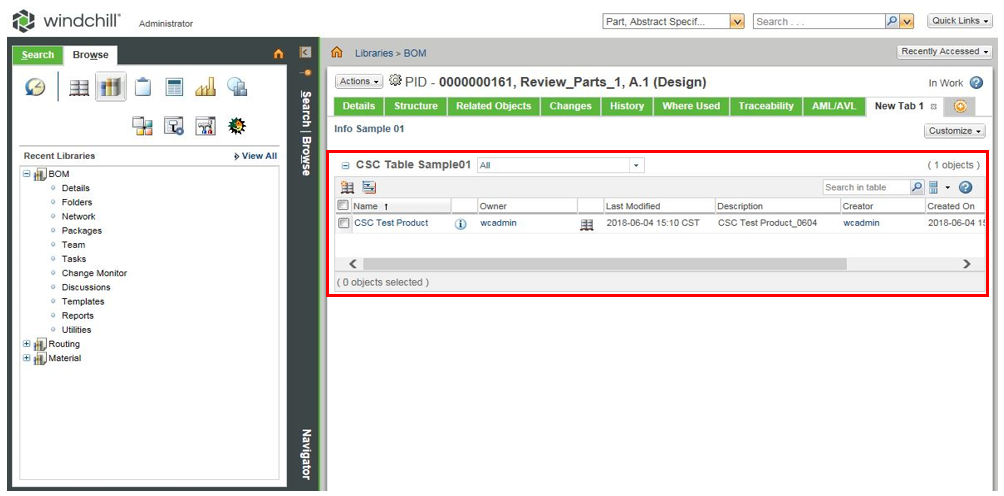 windchill® Administrator
Part, Abstract Specif... Search . . . Quick Links
Search Browse
Recent Libraries View All
BOM
Details
Folders
Network
Packages
Team
Tasks
Change Monitor
Discussions
Templates
Reports
Utilities
Routing
Material
Search | Browse
Navigator
Libraries > BOM Recently Accessed
Actions PID - 0000000161, Review_Parts_1, A.1 (Design) In Work
Details Structure Related Objects Changes History Where Used Traceability AML/AVL New Tab 1
Info Sample 01 Customize
CSC Table Sample01 All ( 1 objects )
Search in table
Name Owner Last Modified Description Creator Created On
CSC Test Product wcadmin 2018-06-04 15:10 CST CSC Test Product_0604 wcadmin 2018-06-04 15
( 0 objects selected )